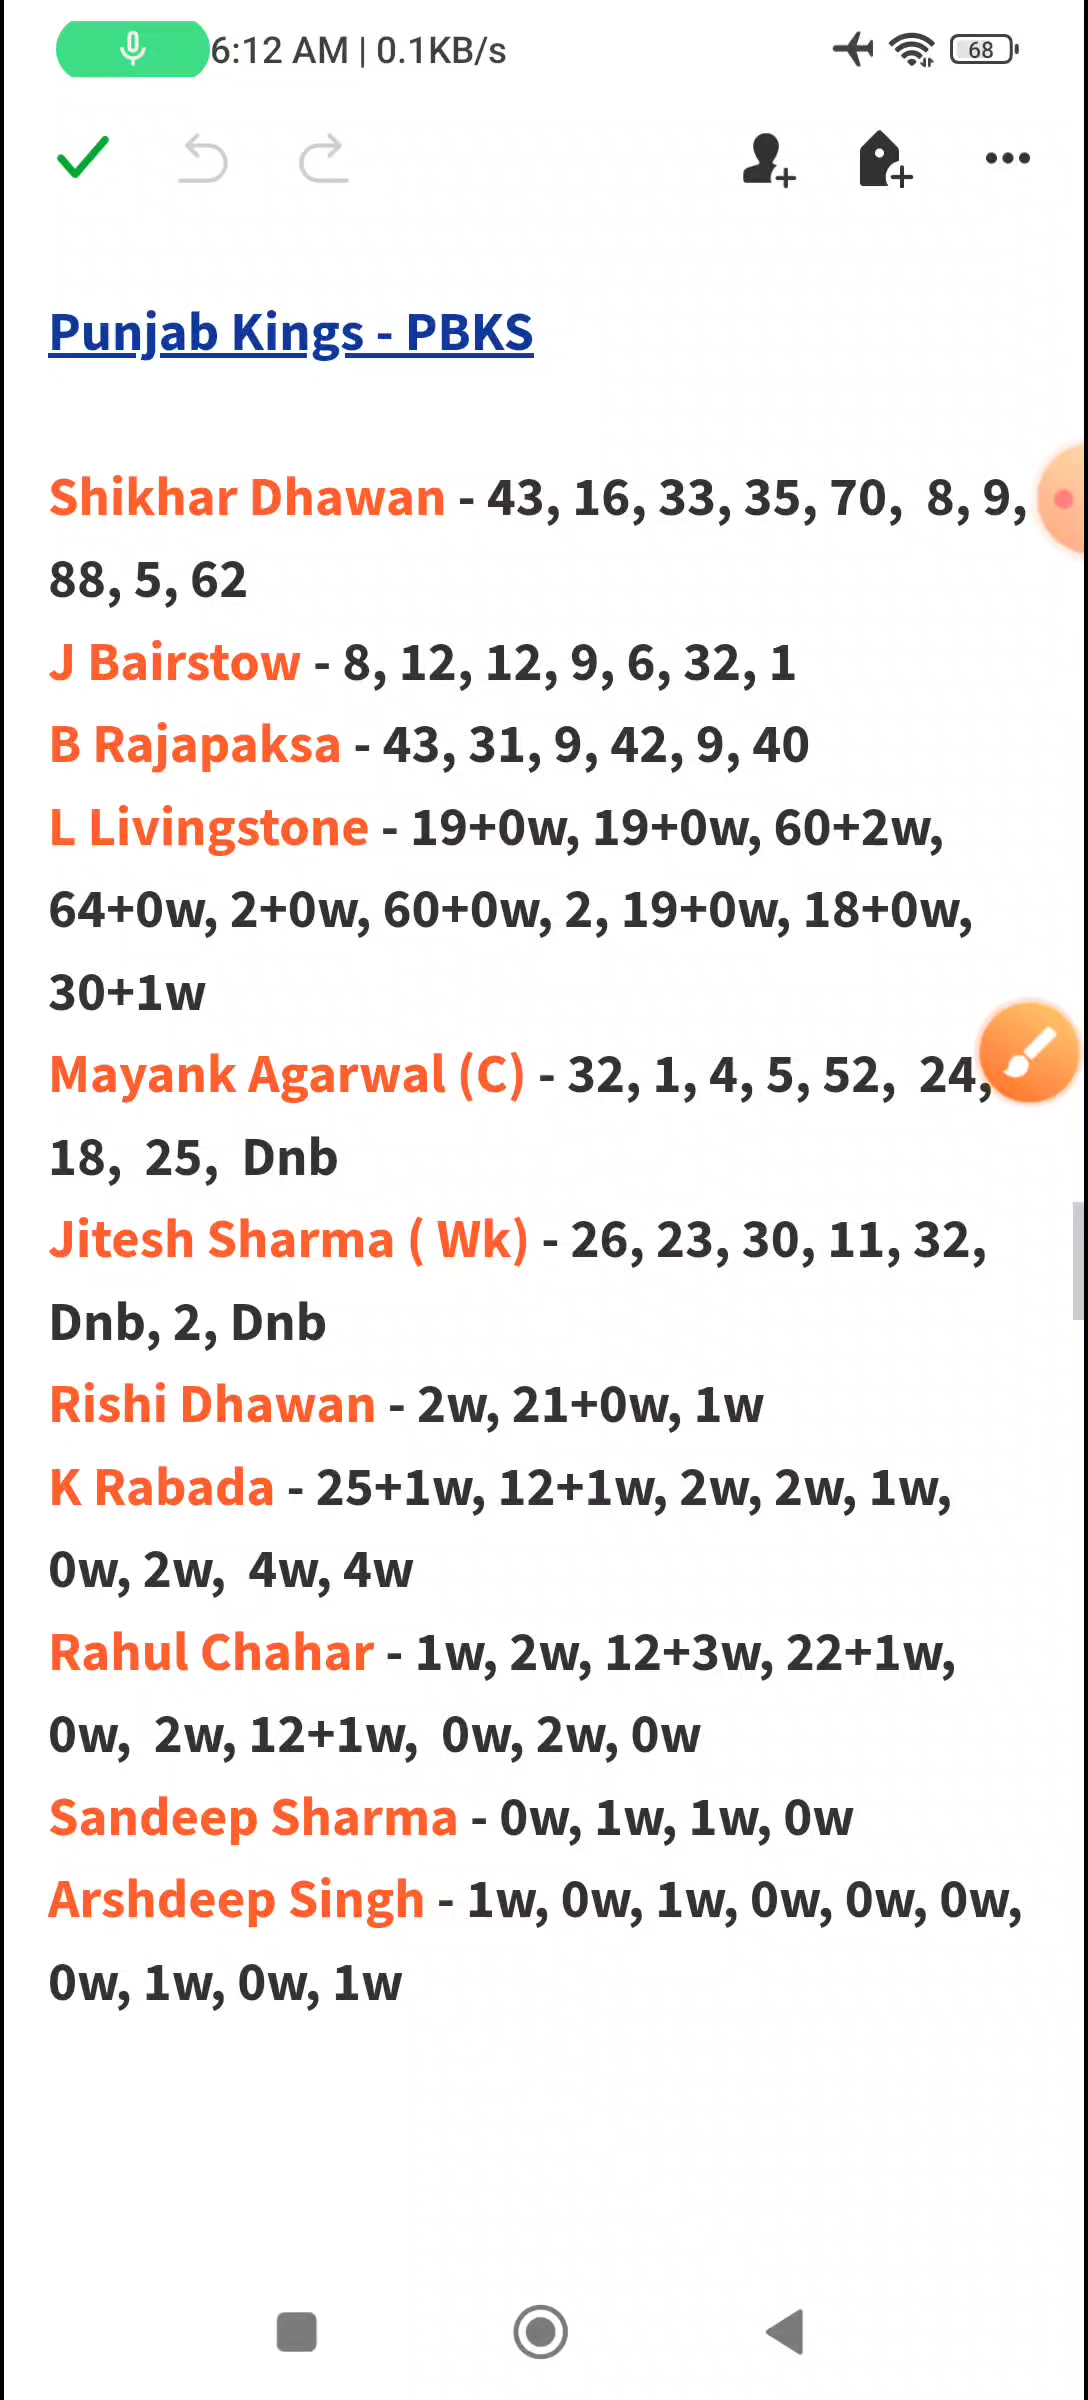 6:12 AM | 0.1KB/s 68
Punjab Kings - PBKS
Shikhar Dhawan - 43, 16, 33, 35, 70,  8, 9,
88, 5, 62
J Bairstow - 8, 12, 12, 9, 6, 32, 1
B Rajapaksa - 43, 31, 9, 42, 9, 40
L Livingstone - 19+0w, 19+0w, 60+2w,
64+0w, 2+0w, 60+0w, 2, 19+0w, 18+0w,
30+1w
Mayank Agarwal (C) - 32, 1, 4, 5, 52,  24,
18,  25,  Dnb
Jitesh Sharma ( Wk) - 26, 23, 30, 11, 32,
Dnb, 2, Dnb
Rishi Dhawan - 2w, 21+0w, 1w
K Rabada - 25+1w, 12+1w, 2w, 2w, 1w,
0w, 2w,  4w, 4w
Rahul Chahar - 1w, 2w, 12+3w, 22+1w,
0w,  2w, 12+1w,  0w, 2w, 0w
Sandeep Sharma - 0w, 1w, 1w, 0w
Arshdeep Singh - 1w, 0w, 1w, 0w, 0w, 0w,
0w, 1w, 0w, 1w